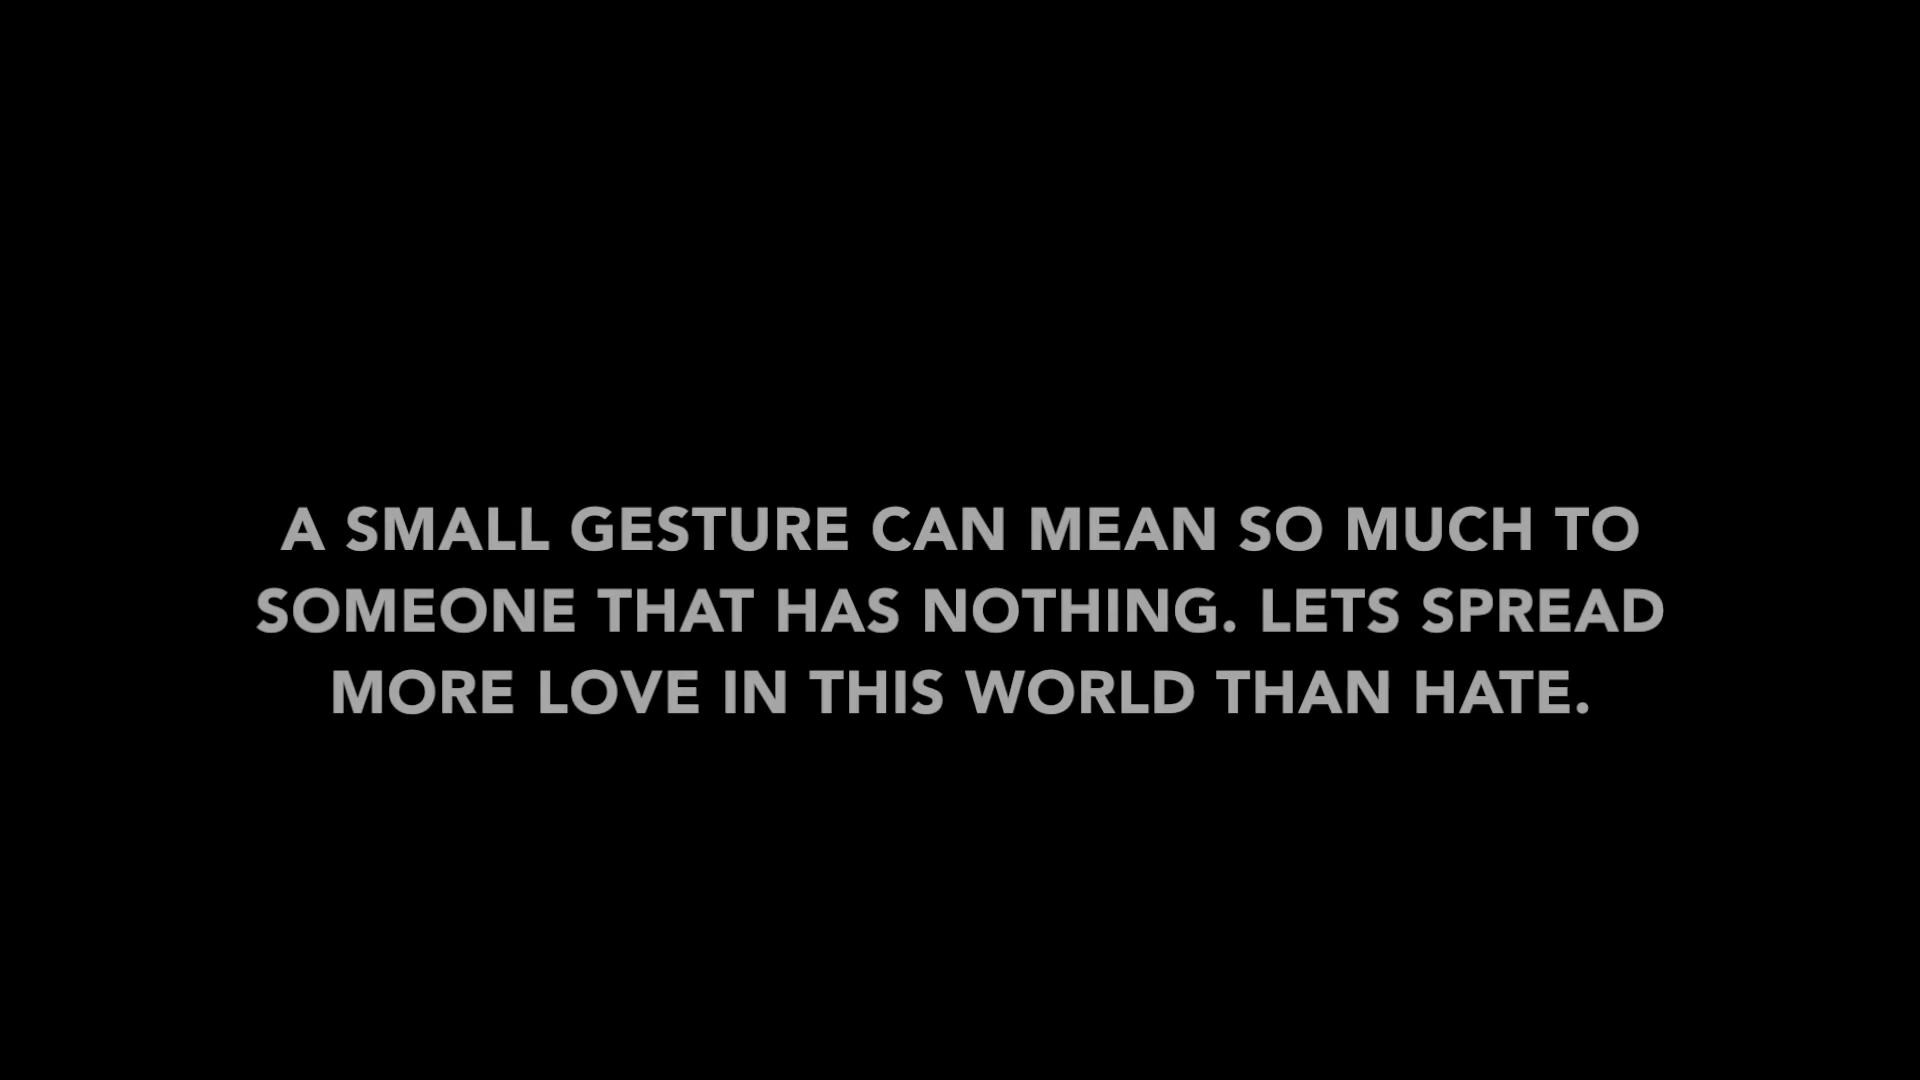 A SMALL GESTURE CAN MEAN SO MUCH TO
SOMEONE THAT HAS NOTHING. LETS SPREAD
MORE LOVE IN THIS WORLD THAN HATE.